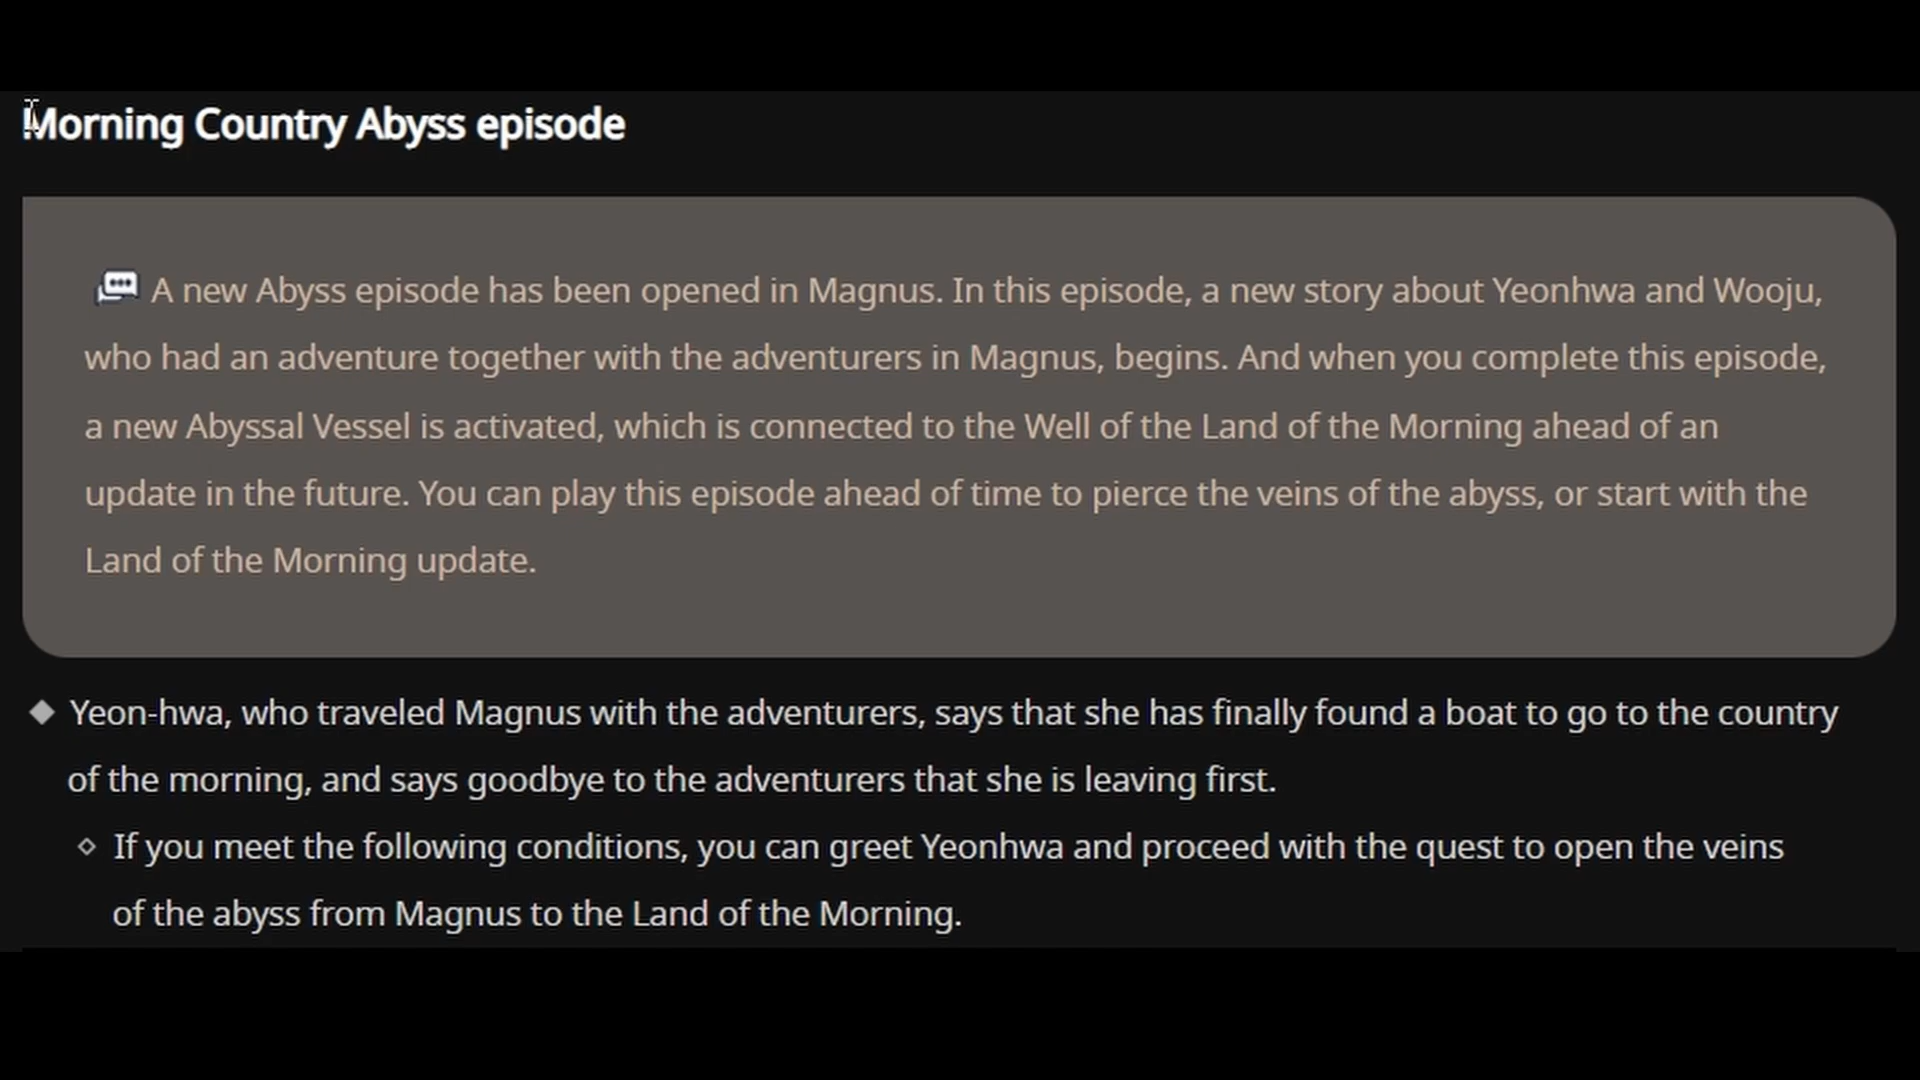 Morning Country Abyss episode
A new Abyss episode has been opened in Magnus. In this episode, a new story about Yeonhwa and Wooju,
who had an adventure together with the adventurers in Magnus, begins. And when you complete this episode,
a new Abyssal Vessel is activated, which is connected to the Well of the Land of the Morning ahead of an
update in the future. You can play this episode ahead of time to pierce the veins of the abyss, or start with the
Land of the Morning update.
Yeon-hwa, who traveled Magnus with the adventurers, says that she has finally found a boat to go to the country
of the morning, and says goodbye to the adventurers that she is leaving first.
If you meet the following conditions, you can greet Yeonhwa and proceed with the quest to open the veins
of the abyss from Magnus to the Land of the Morning.